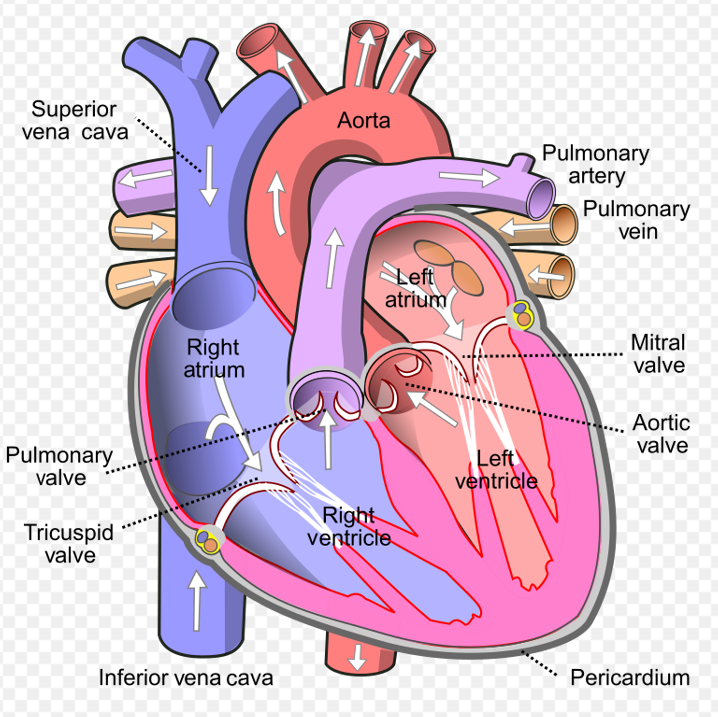 Superior
vena cava
Aorta
Pulmonary
artery
Pulmonary
vein
Left
atrium
Right
atrium
Mitral
valve
Aortic
valve
Pulmonary
valve
Left
ventricle
Tricuspid
valve
Right
ventricle
Inferior vena cava
Pericardium